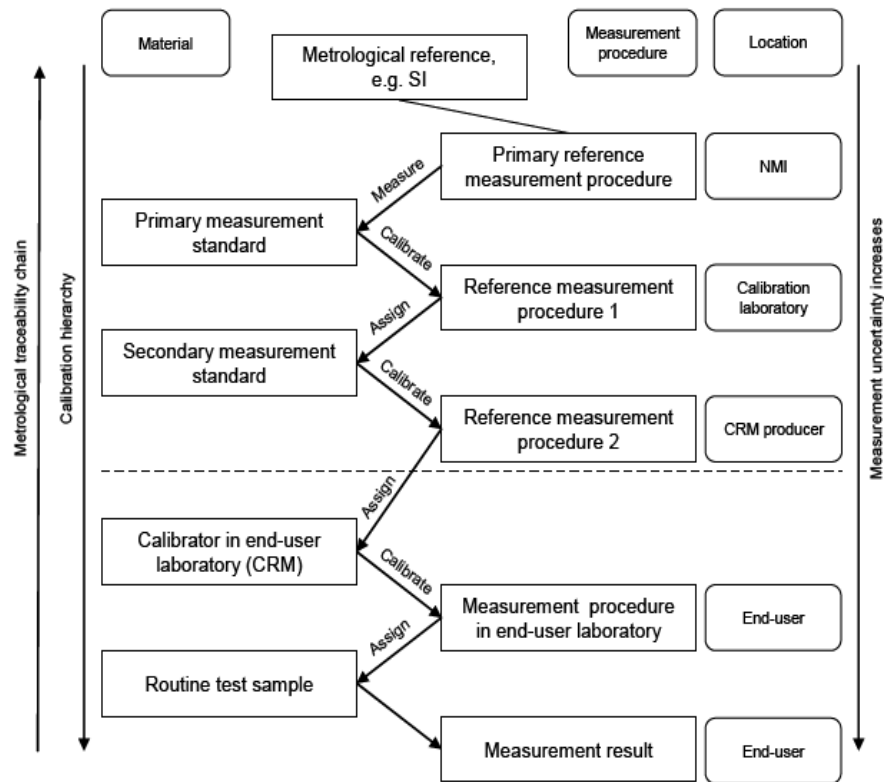 Material
Metrological reference,
e.g. SI
Measurement
procedure
Location
Primary reference
measurement procedure
NMI
Measure
Primary measurement
standard
Calibrate
Reference measurement
procedure 1
Calibration
laboratory
Assign
Secondary measurement
standard
Calibrate
Reference measurement
procedure 2
CRM producer
Assign
Calibrator in end-user
laboratory (CRM)
Calibrate
Measurement procedure
in end-user laboratory
End-user
Assign
Routine test sample
Measurement result
End-user
Metrological traceability chain
Calibration hierarchy
Measurement uncertainty increases